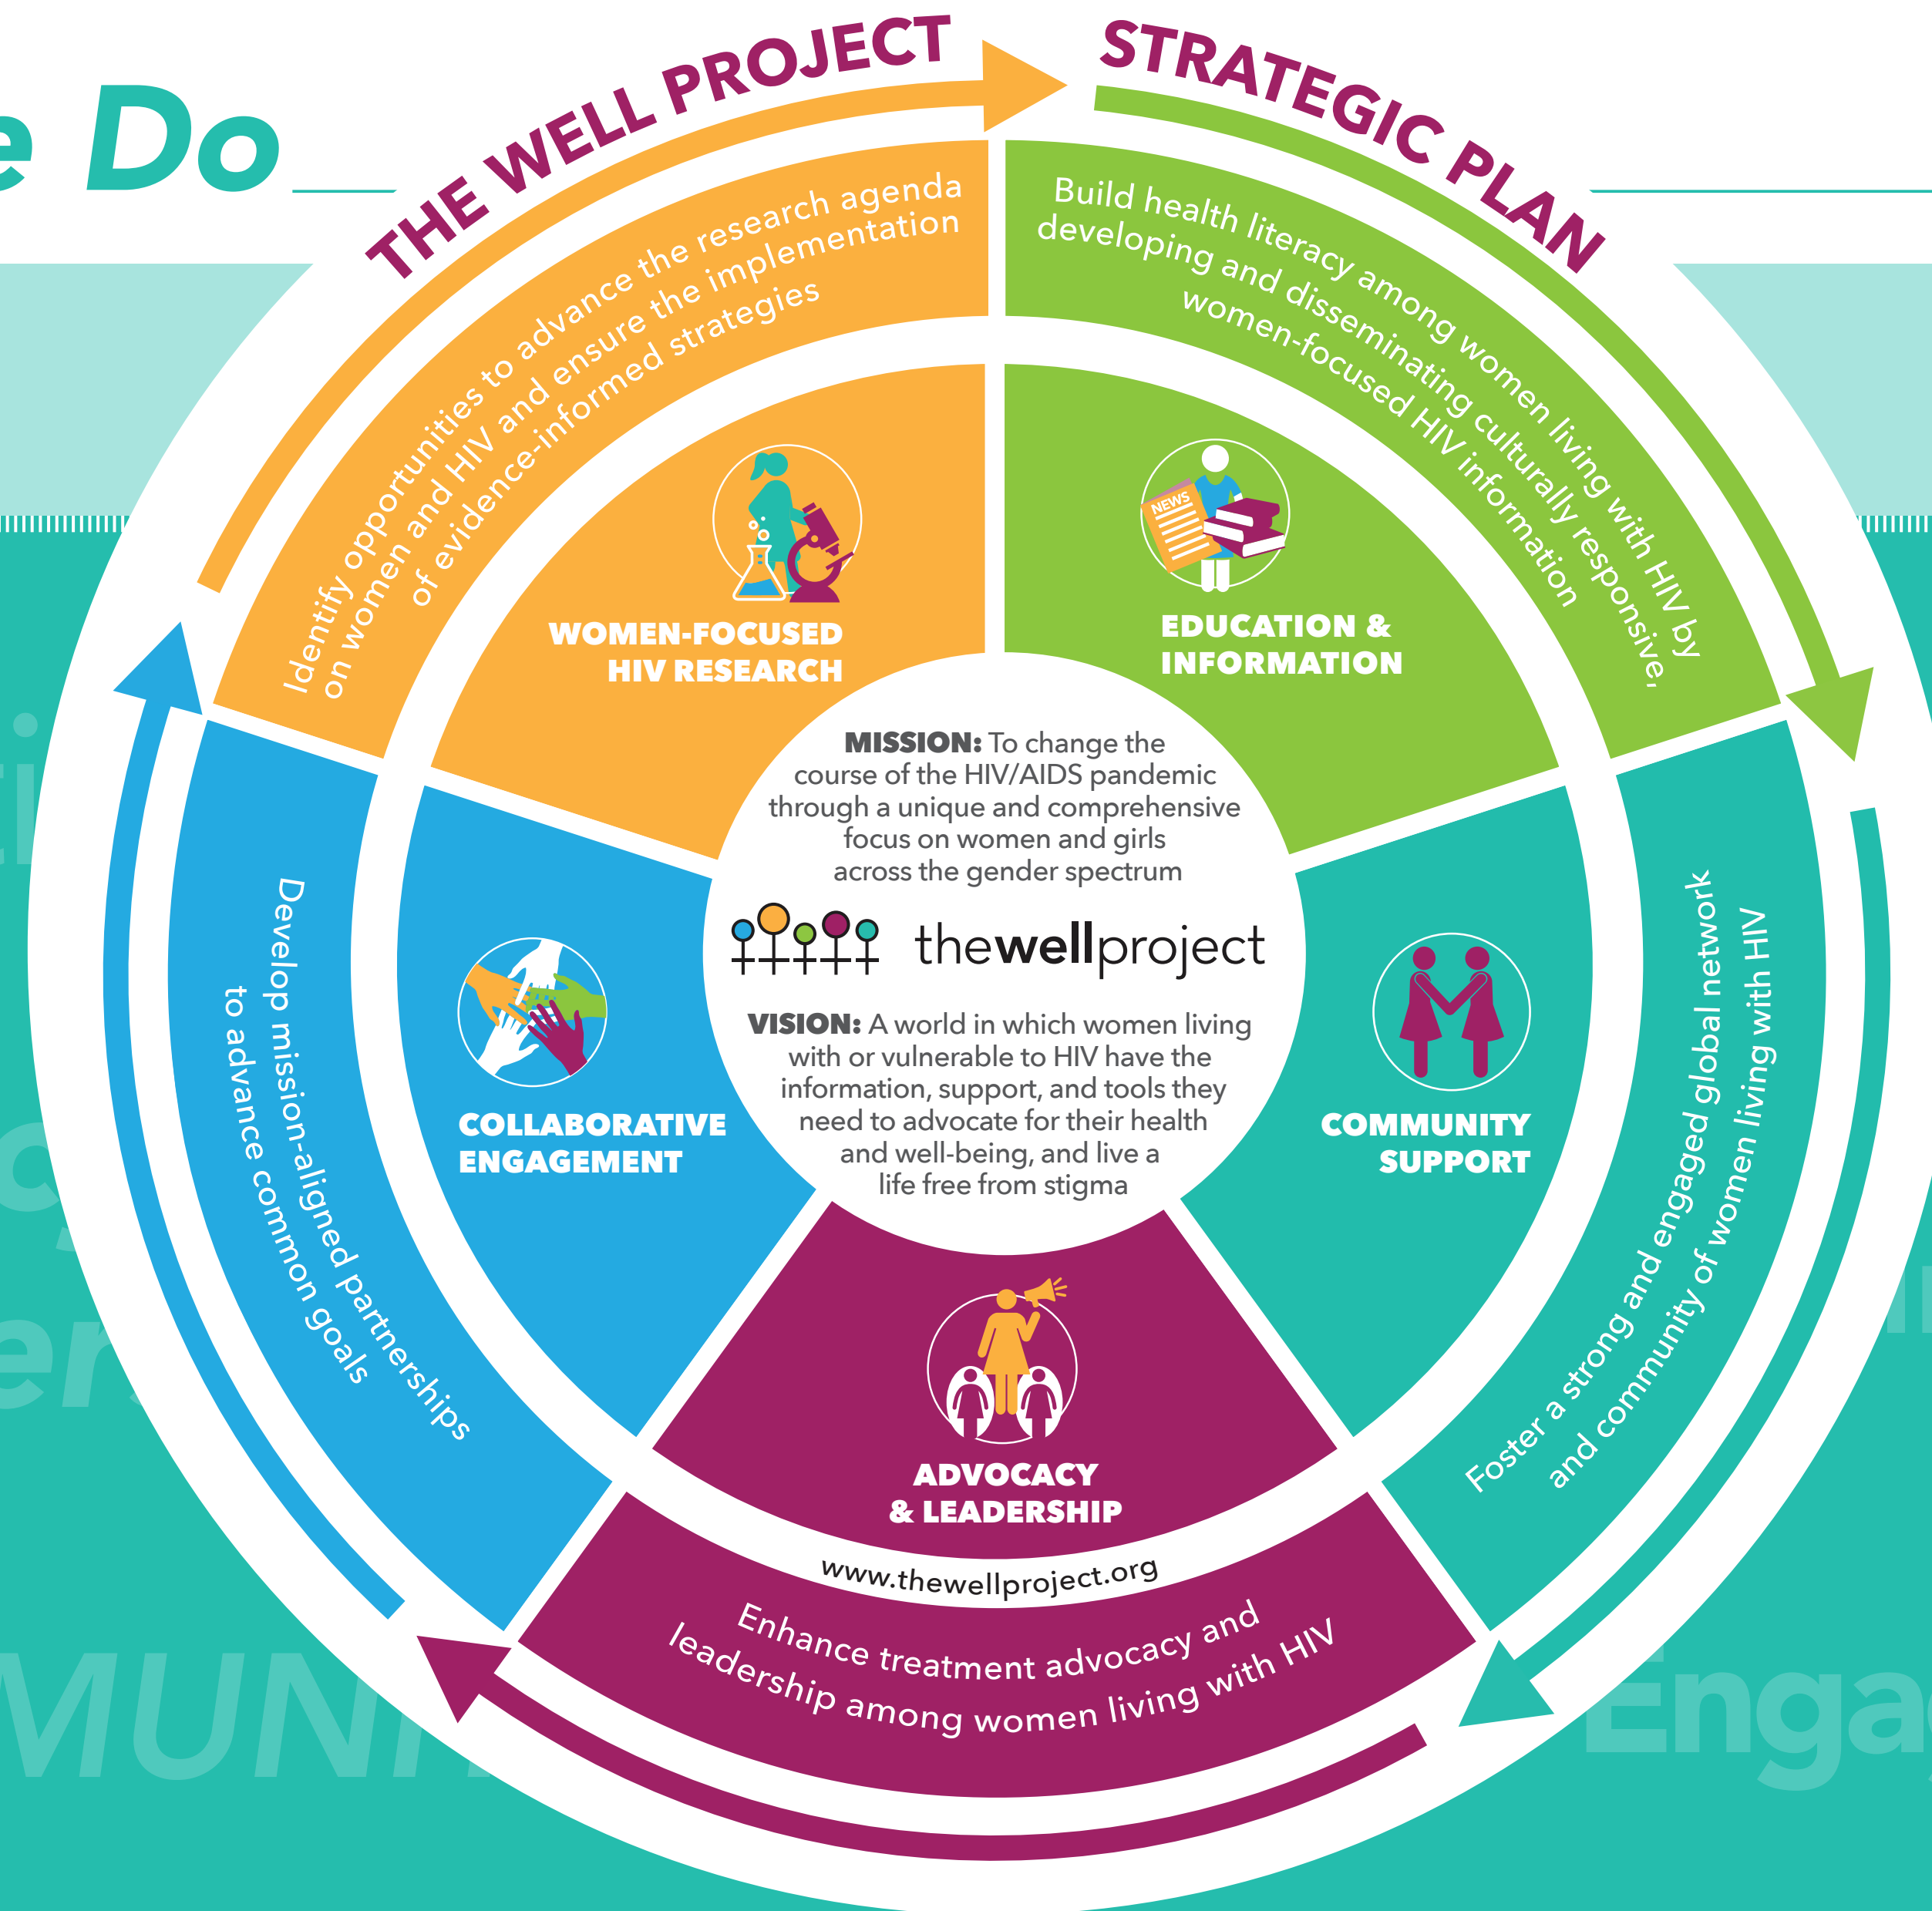 e Do
THE WELL PROJECT
STRATEGIC PLAN
Identify opportunities to advance the research agenda
on women and HIV and ensure the implementation
of evidence-informed strategies
Build health literacy among women living with HIV by
developing and disseminating culturally responsive,
women-focused HIV information
WOMEN-FOCUSED
HIV RESEARCH
NEWS
EDUCATION &
INFORMATION
MISSION: To change the
course of the HIV/AIDS pandemic
through a unique and comprehensive
focus on women and girls
across the gender spectrum
thewellproject
VISION: A world in which women living
with or vulnerable to HIV have the
information, support, and tools they
need to advocate for their health
and well-being, and live a
life free from stigma
Develop mission-aligned partnerships
to advance common goals
COLLABORATIVE
ENGAGEMENT
COMMUNITY
SUPPORT
Foster a strong and engaged global network
and community of women living with HIV
ADVOCACY
& LEADERSHIP
www.thewellproject.org
Enhance treatment advocacy and
leadership among women living with HIV
MUNI
Engag